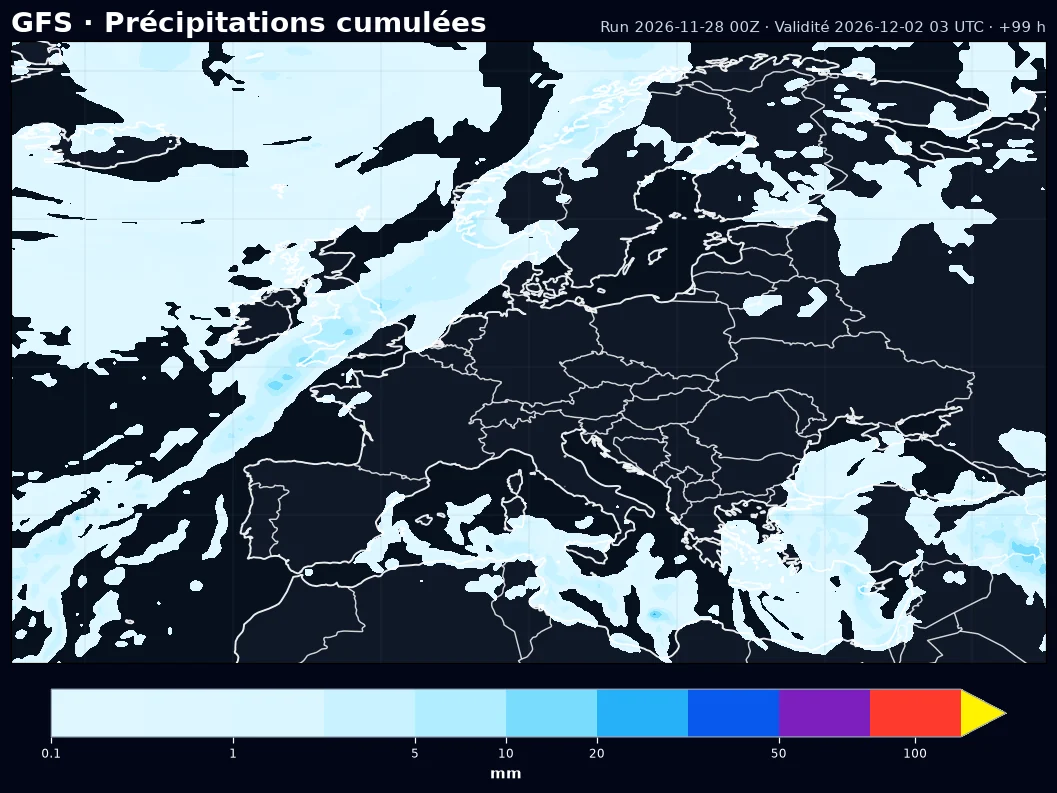 GFS · Précipitations cumulées
Run 2026-11-28 00Z · Validité 2026-12-02 03 UTC · +99 h
0.1 1 5 10 20 50 100
mm